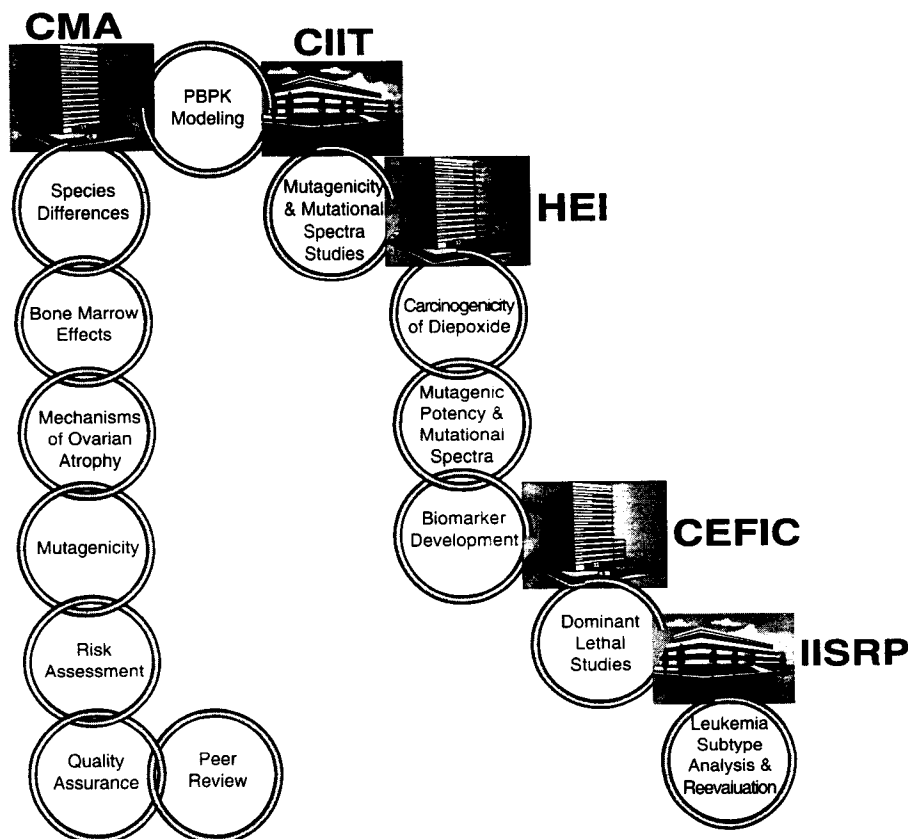 CMA
CIIT
PBPK
Modeling
Species
Differences
Mutagenicity
& Mutational
Spectra
Studies
HEI
Bone Marrow
Effects
Carcinogenicity
of Diepoxide
Mechanisms
of Ovarian
Atrophy
Mutagenic
Potency &
Mutational
Spectra
Mutagenicity
Biomarker
Development
CEFIC
Risk
Assessment
Dominant
Lethal
Studies
IISRP
Quality
Assurance
Peer
Review
Leukemia
Subtype
Analysis &
Reevaluation